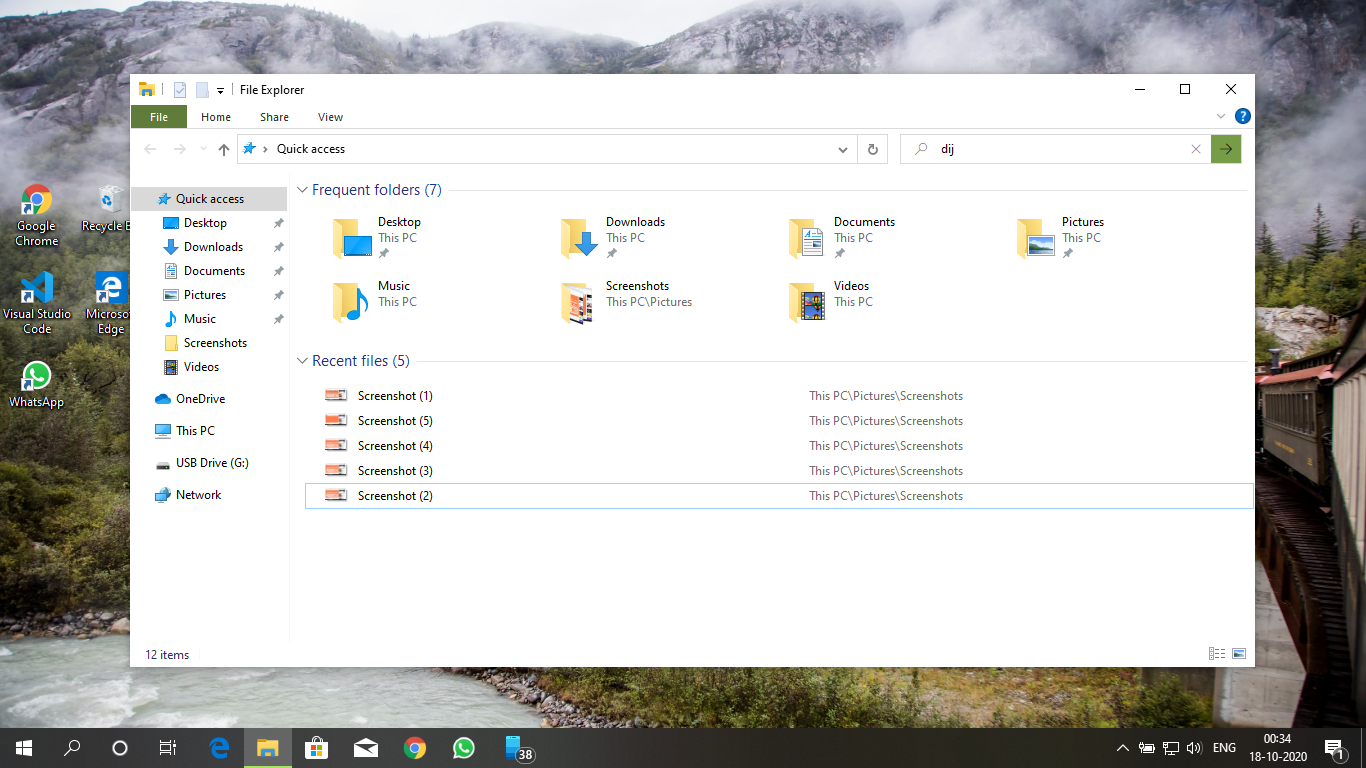 File Explorer
File
Home
Share
View
Quick access
dij
Quick access
Desktop
Downloads
Documents
Pictures
Music
Screenshots
Videos
OneDrive
This PC
USB Drive (G:)
Network
Frequent folders (7)
Desktop
This PC
Downloads
This PC
Documents
This PC
Pictures
This PC
Music
This PC
Screenshots
This PC\Pictures
Videos
This PC
Recent files (5)
Screenshot (1) This PC\Pictures\Screenshots
Screenshot (5) This PC\Pictures\Screenshots
Screenshot (4) This PC\Pictures\Screenshots
Screenshot (3) This PC\Pictures\Screenshots
Screenshot (2) This PC\Pictures\Screenshots
12 items
Google
Chrome
Recycle B
Visual Studio
Code
Microso
Edge
WhatsApp
38
ENG
00:34
18-10-2020
1